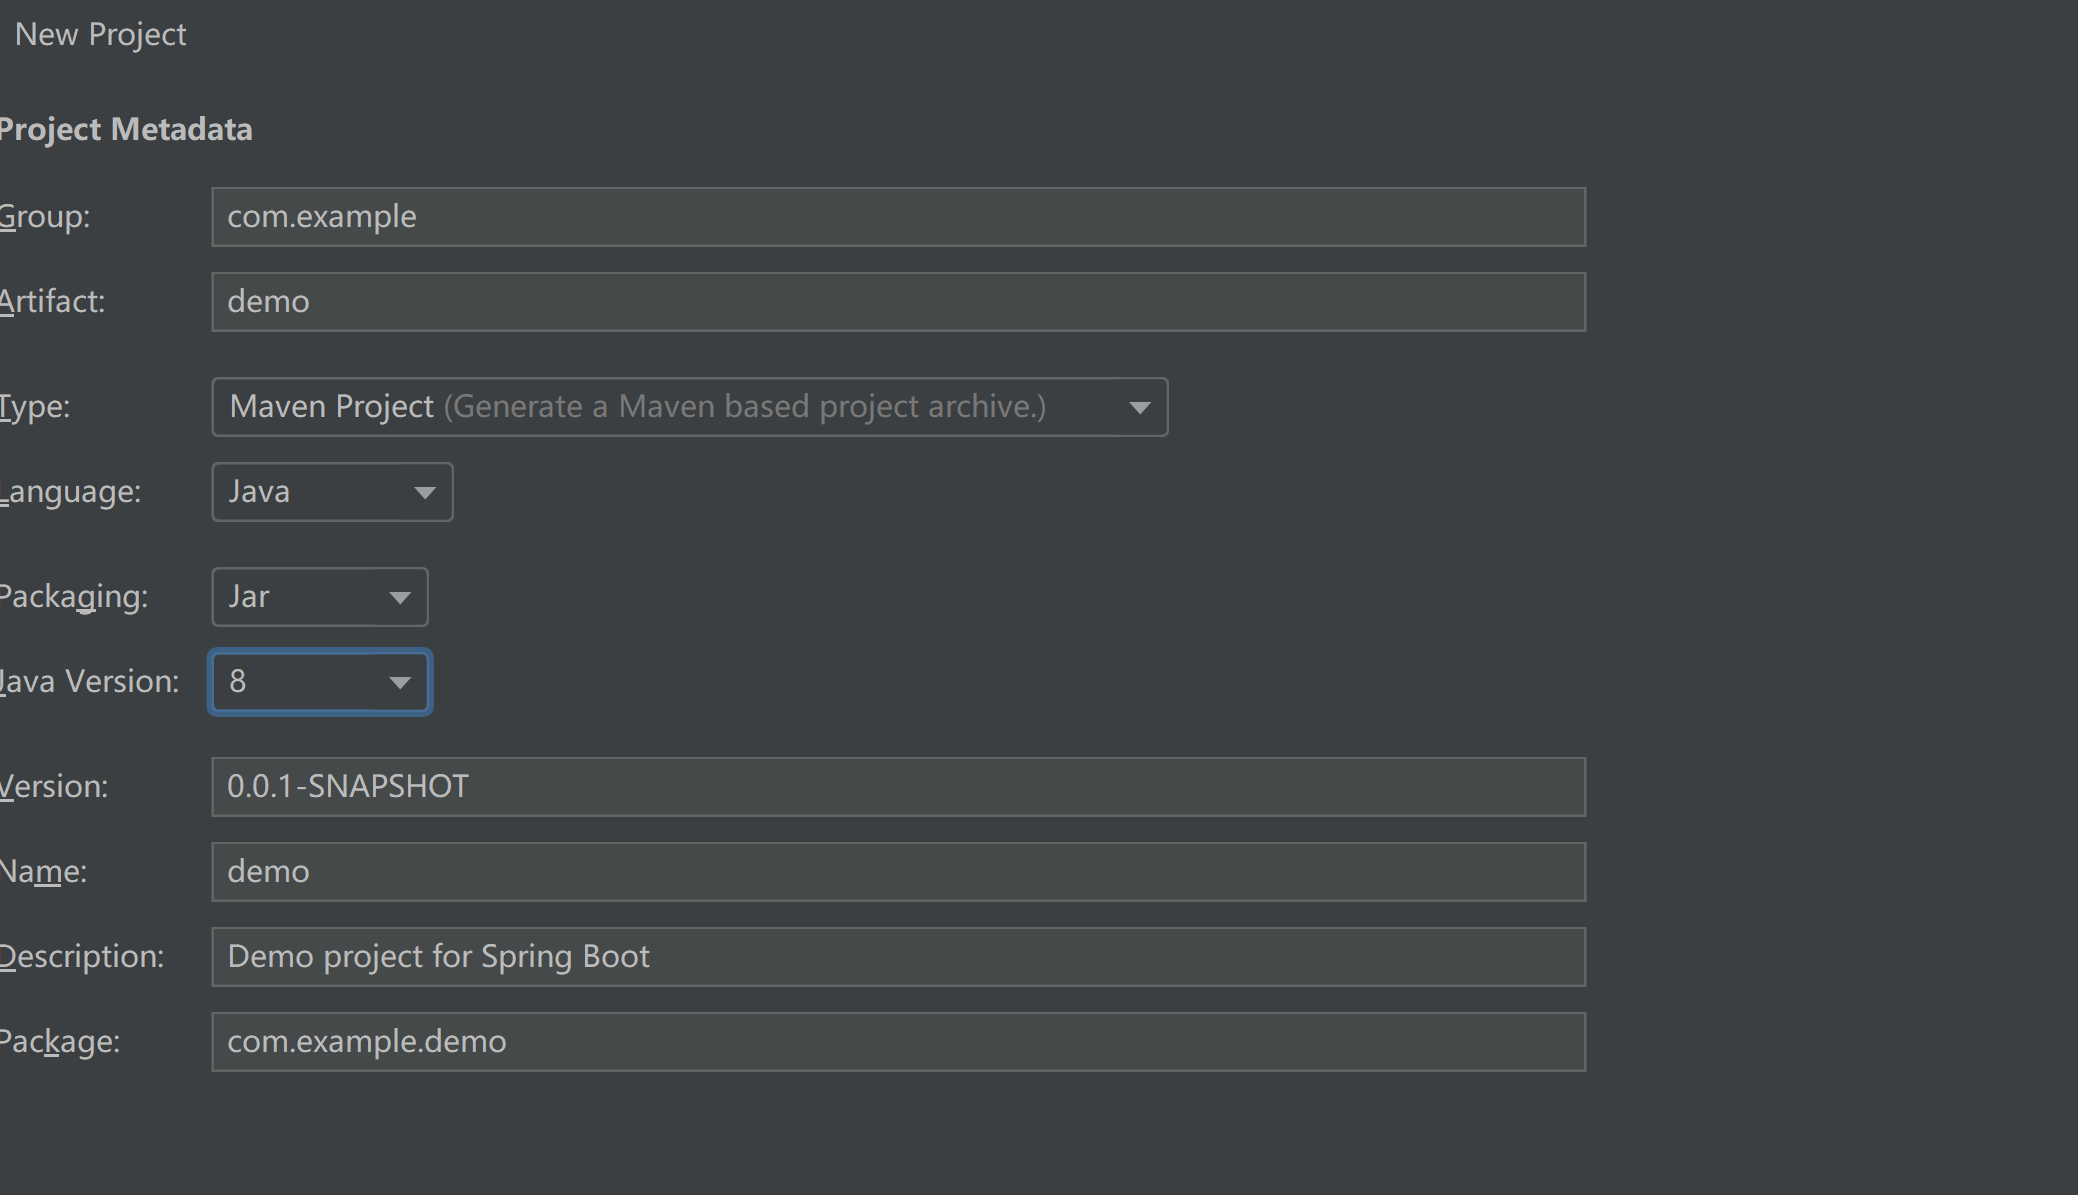 New Project
Project Metadata
Group: com.example
Artifact: demo
Type: Maven Project (Generate a Maven based project archive.)
Language: Java
Packaging: Jar
Java Version: 8
Version: 0.0.1-SNAPSHOT
Name: demo
Description: Demo project for Spring Boot
Package: com.example.demo